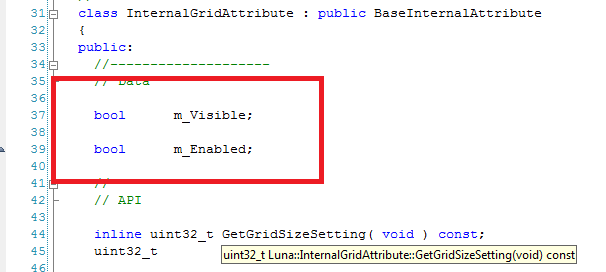 31 class InternalGridAttribute : public BaseInternalAttribute
32 {
33 public:
34 //--------------------
35 // Data
36
37 bool m_Visible;
38
39 bool m_Enabled;
40
41 //
42 // API
43
44 inline uint32_t GetGridSizeSetting( void ) const;
45 uint32_t
uint32_t Luna::InternalGridAttribute::GetGridSizeSetting(void) const